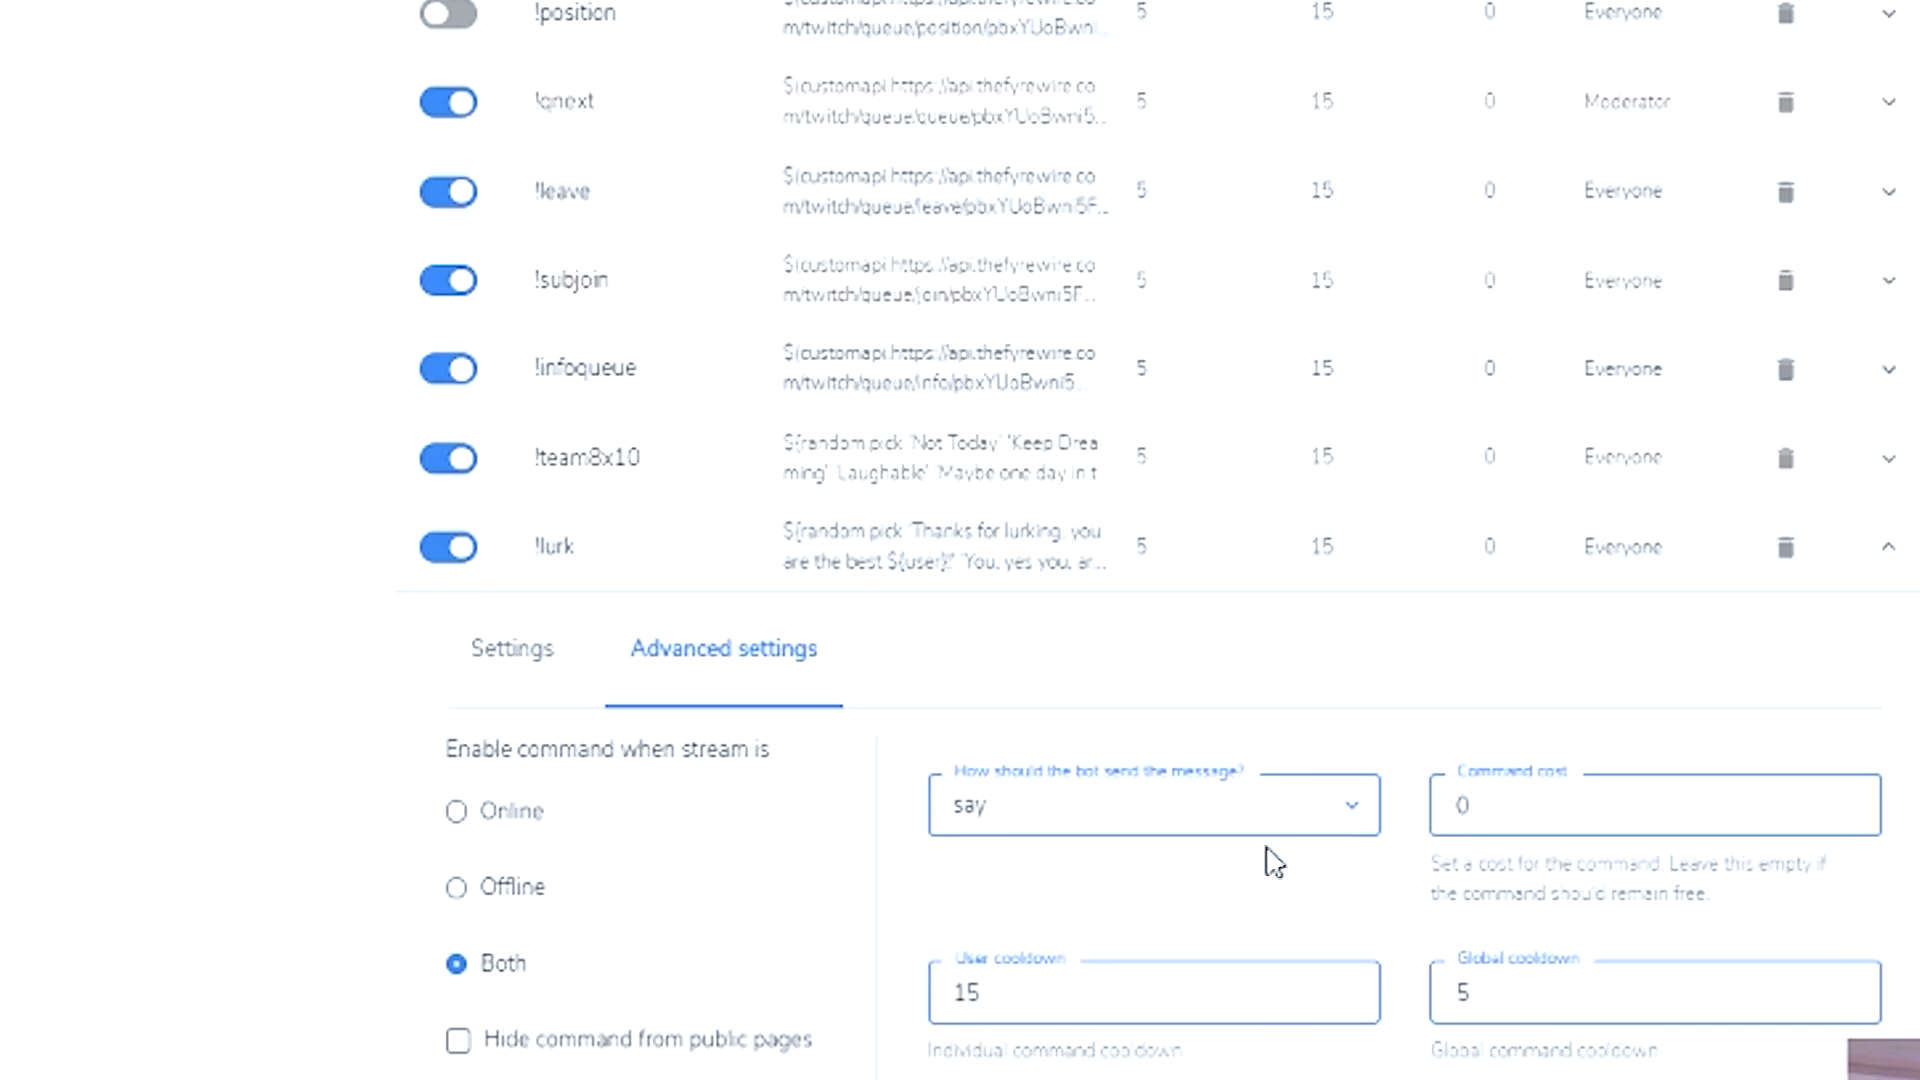 !position
m/twitch/queue/position/pbxYUoBwni...
5 15 0 Everyone
!qnext
$(customapi https://api.thefyrewire.co
m/twitch/queue/queue/pbxYUoBwni5...
5 15 0 Moderator
!leave
$(customapi https://api.thefyrewire.co
m/twitch/queue/leave/pbxYUoBwni5F...
5 15 0 Everyone
!subjoin
$(customapi https://api.thefyrewire.co
m/twitch/queue/join/pbxYUoBwni5F...
5 15 0 Everyone
!infoqueue
$(customapi https://api.thefyrewire.co
m/twitch/queue/info/pbxYUoBwni5...
5 15 0 Everyone
!team8x10
${random.pick 'Not Today' 'Keep Drea
ming' 'Laughable' 'Maybe one day in t...
5 15 0 Everyone
!lurk
${random.pick 'Thanks for lurking, you
are the best ${user}!' 'You, yes you, ar...
5 15 0 Everyone
Settings
Advanced settings
Enable command when stream is
Online
Offline
Both
Hide command from public pages
How should the bot send the message?
say
Command cost
0
Set a cost for the command. Leave this empty if
the command should remain free.
User cooldown
15
Individual command cooldown
Global cooldown
5
Global command cooldown